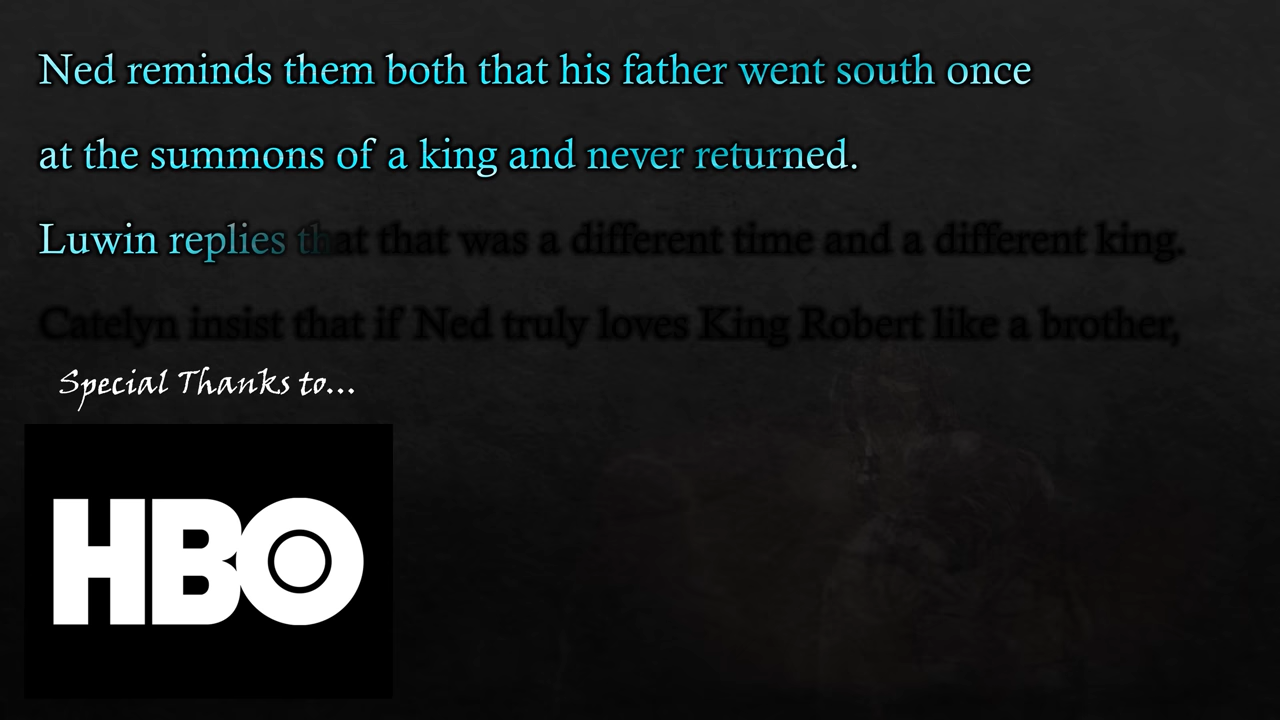 Ned reminds them both that his father went south once
at the summons of a king and never returned.
Luwin replies that that was a different time and a different king.
Catelyn insist that if Ned truly loves King Robert like a brother,
Special Thanks to...
HBO